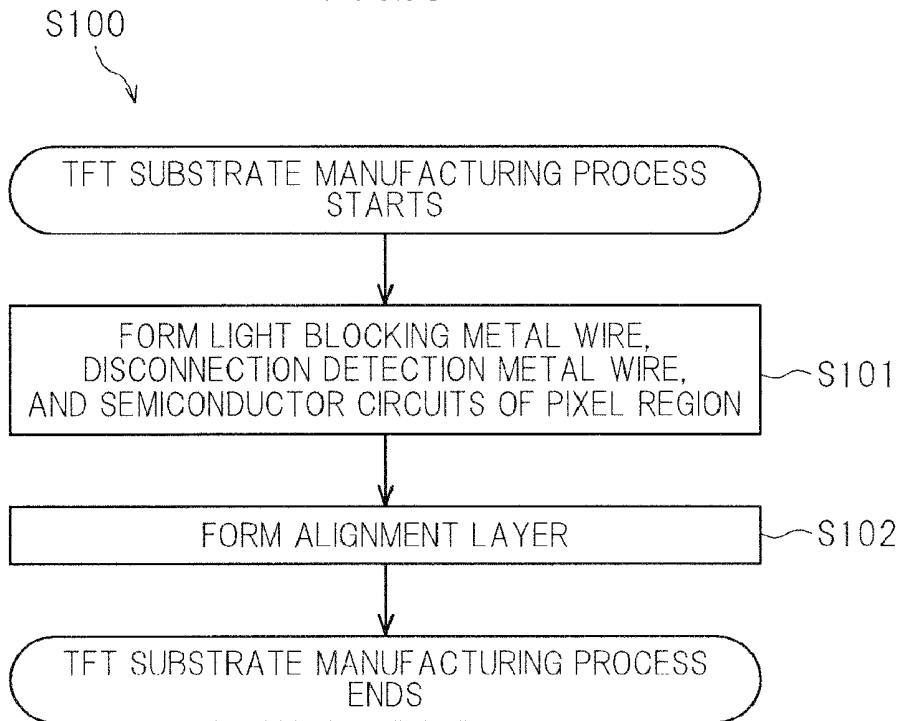 S100
TFT SUBSTRATE MANUFACTURING PROCESS
STARTS
FORM LIGHT BLOCKING METAL WIRE,
DISCONNECTION DETECTION METAL WIRE,
AND SEMICONDUCTOR CIRCUITS OF PIXEL REGION
S101
FORM ALIGNMENT LAYER
S102
TFT SUBSTRATE MANUFACTURING PROCESS
ENDS